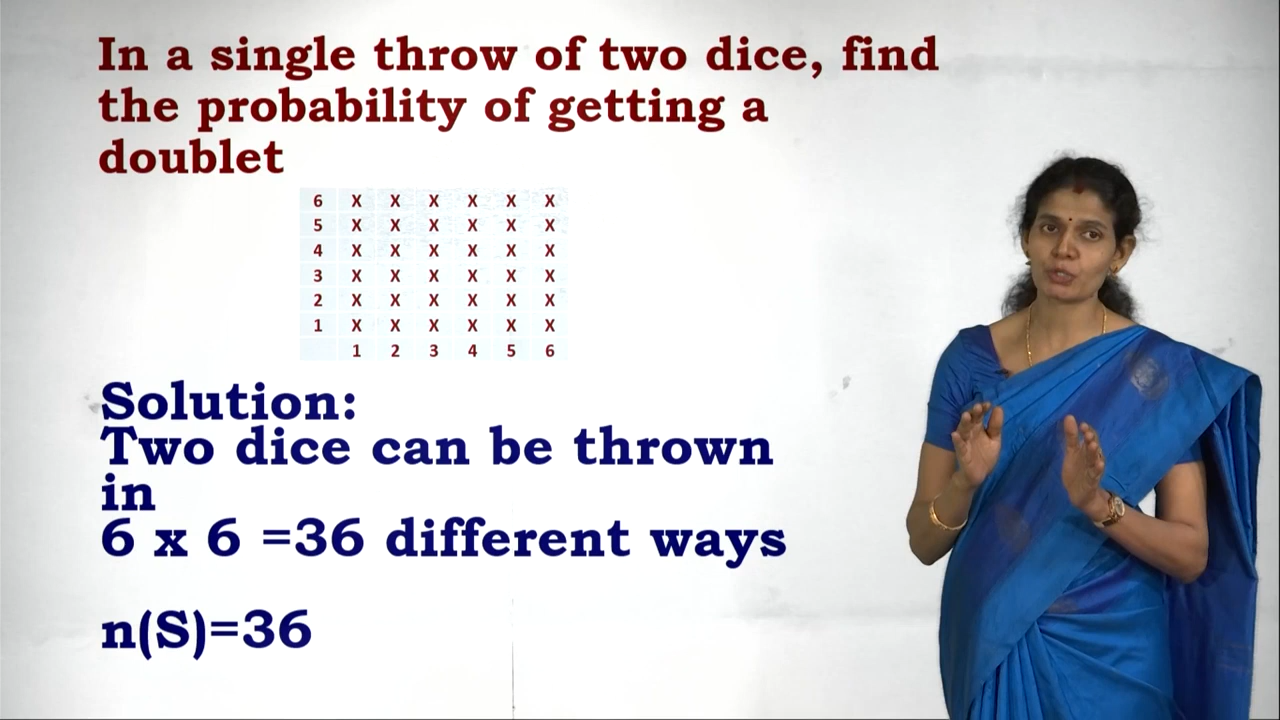 In a single throw of two dice, find
the probability of getting a
doublet
6 X X X X X X
5 X X X X X X
4 X X X X X X
3 X X X X X X
2 X X X X X X
1 X X X X X X
1 2 3 4 5 6
Solution:
Two dice can be thrown
in
6 x 6 =36 different ways
n(S)=36